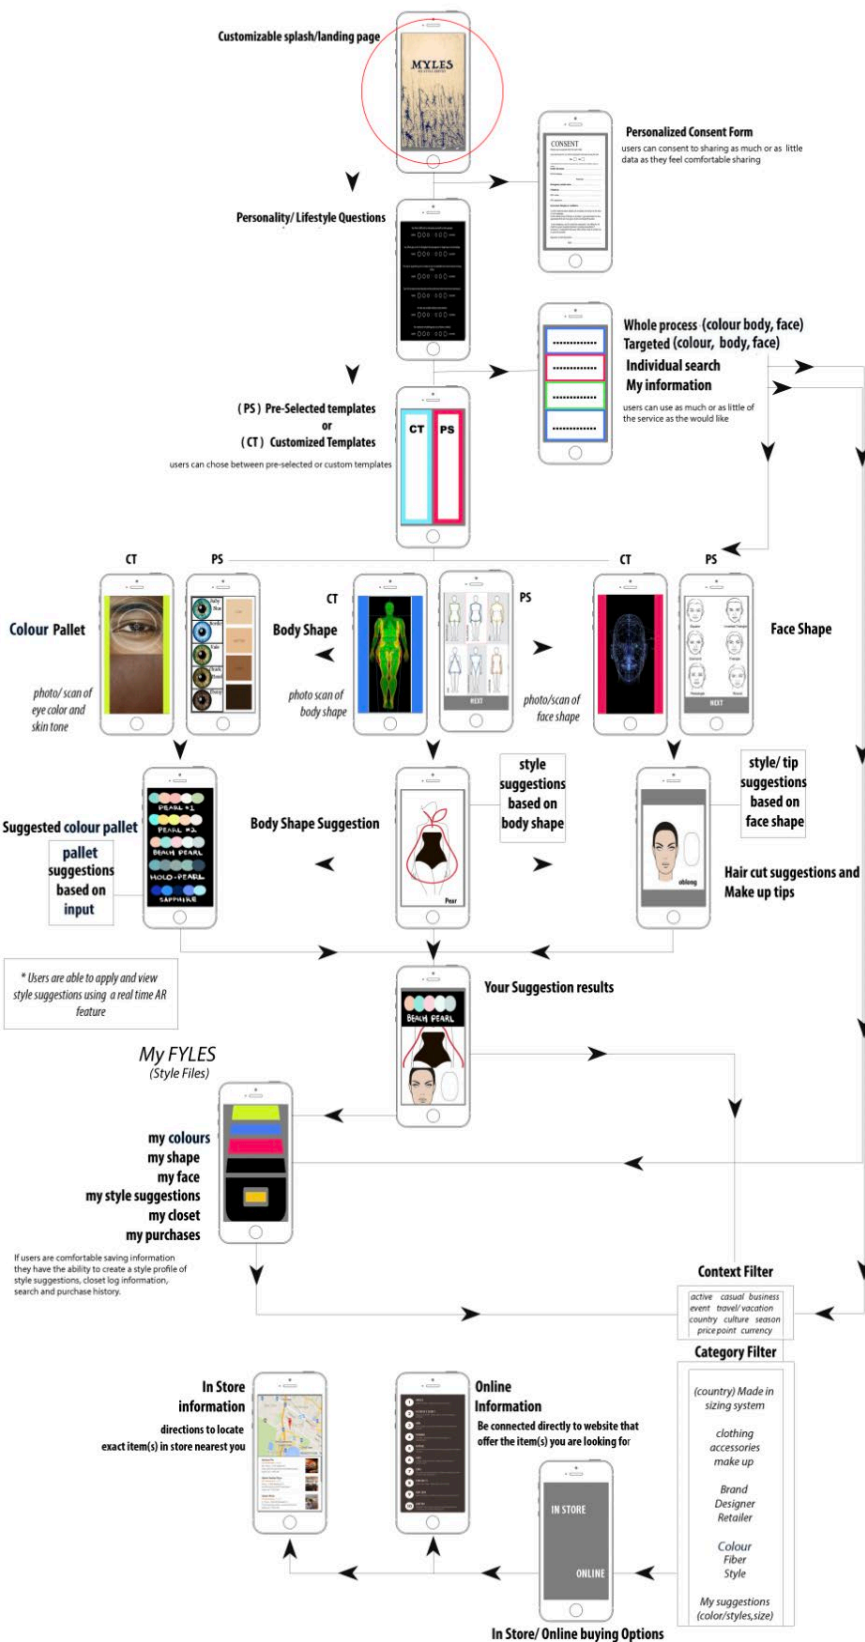 Customizable splash/landing page
MYLES
Personalized Consent Form
users can consent to sharing as much or as little
data as they feel comfortable sharing
CONSENT
Personality/ Lifestyle Questions
Whole process (colour body, face)
Targeted (colour, body, face)
Individual search
My information
users can use as much or as little of
the service as the would like
( PS ) Pre-Selected templates
or
( CT ) Customized Templates
users can chose between pre-selected or custom templates
CT PS
CT PS
Colour Pallet
photo/ scan of
eye color and
skin tone
CT
PS
Body Shape
photo scan of
body shape
NEXT
CT PS
Face Shape
photo/scan of
face shape
NEXT
Suggested colour pallet
pallet
suggestions
based on
input
PEARL #1
PEARL #2
BEACH PEARL
HOLO-PEARL
SAPPHIRE
Body Shape Suggestion
Pear
style
suggestions
based on
body shape
style/ tip
suggestions
based on
face shape
oblong
Hair cut suggestions and
Make up tips
* Users are able to apply and view
style suggestions using a real time AR
feature
Your Suggestion results
BEACH PEARL
My FYLES
(Style Files)
my colours
my shape
my face
my style suggestions
my closet
my purchases
If users are comfortable saving information
they have the ability to create a style profile of
style suggestions, closet log information,
search and purchase history.
Context Filter
active casual business
event travel/vacation
country culture season
price point currency
Category Filter
(country) Made in
sizing system
clothing
accessories
make up
Brand
Designer
Retailer
Colour
Fiber
Style
My suggestions
(color/styles,size)
In Store
information
directions to locate
exact item(s) in store nearest you
Online
Information
Be connected directly to website that
offer the item(s) you are looking for
IN STORE
ONLINE
In Store/ Online buying Options